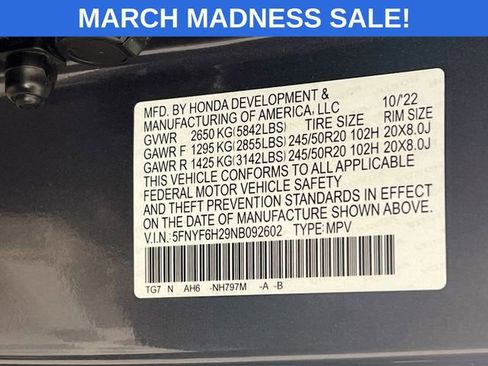 MARCH MADNESS SALE!
MFD. BY HONDA DEVELOPMENT & 10/'22
MANUFACTURING OF AMERICA, LLC
GVWR 2650 KG(5842LBS) TIRE SIZE RIM SIZE
GAWR F 1295 KG(2855LBS) 245/50R20 102H 20X8.0J
GAWR R 1425 KG(3142LBS) 245/50R20 102H 20X8.0J
THIS VEHICLE CONFORMS TO ALL APPLICABLE
FEDERAL MOTOR VEHICLE SAFETY
AND THEFT PREVENTION STANDARDS IN EFFECT
ON THE DATE OF MANUFACTURE SHOWN ABOVE.
V.I.N.: 5FNYF6H29NB092602 TYPE: MPV
TG7 N AH6 -NH797M -A -B